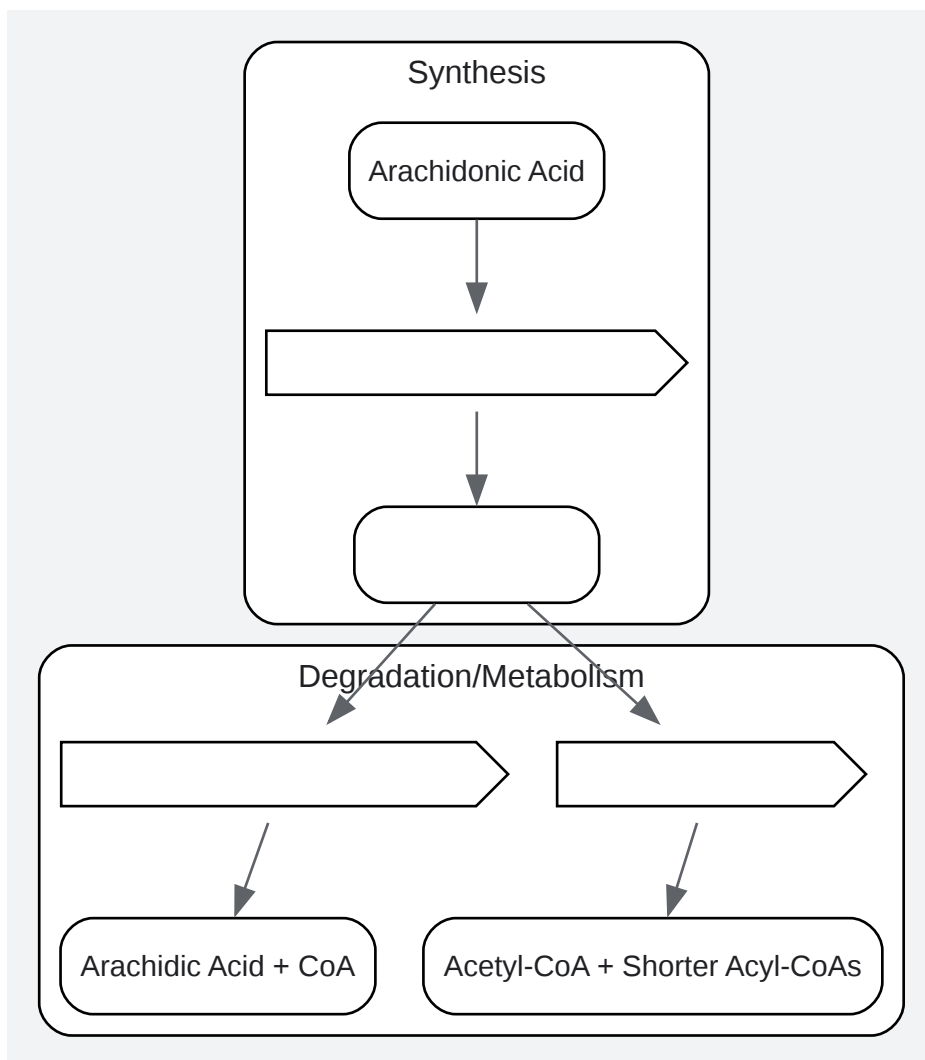 Synthesis
Arachidonic Acid
Degradation/Metabolism
Arachidic Acid + CoA
Acetyl-CoA + Shorter Acyl-CoAs